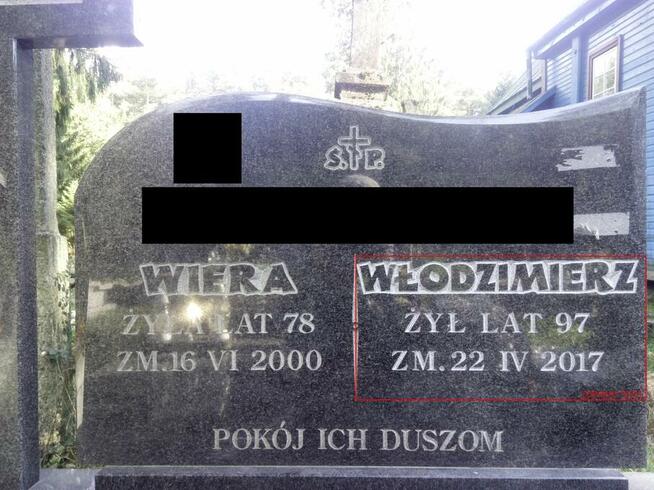 Ś.P.
WIERA
ŻYŁA LAT 78
ZM. 16 VI 2000
WŁODZIMIERZ
ŻYŁ LAT 97
ZM. 22 IV 2017
POKÓJ ICH DUSZOM